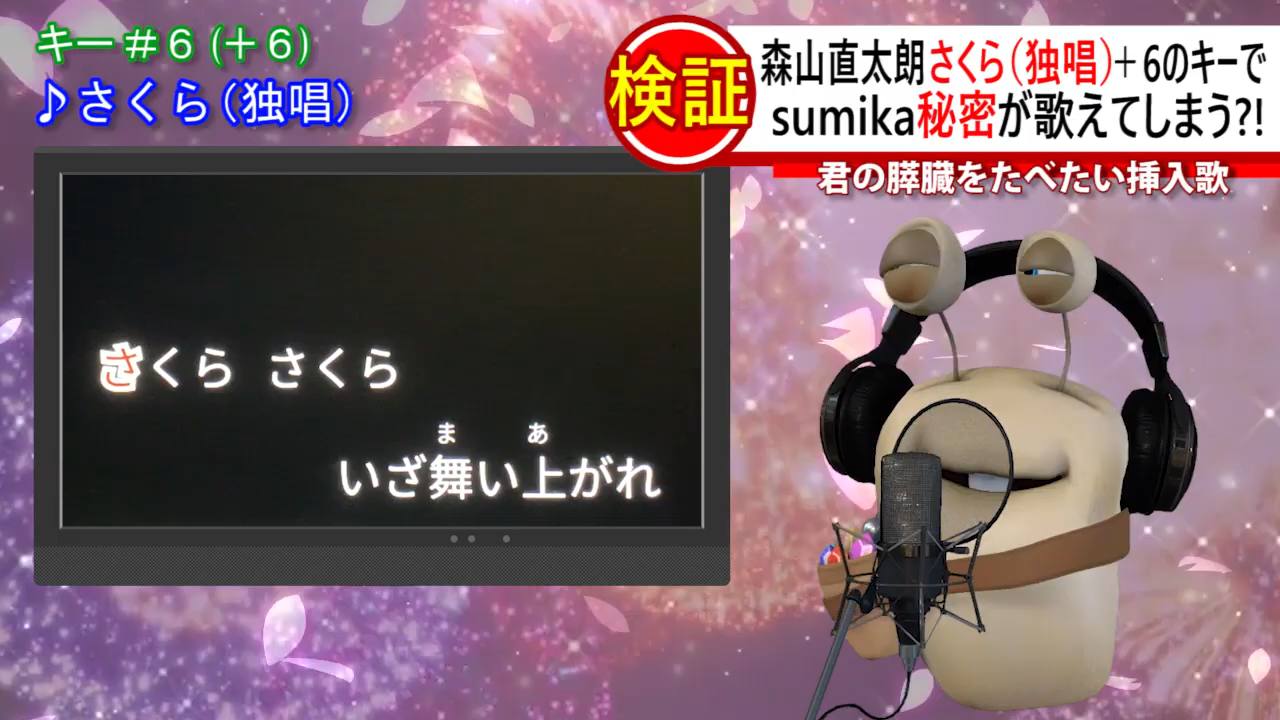 キー＃６(＋６)
♪さくら(独唱)
検証
森山直太朗さくら(独唱)＋6のキーで
sumika秘密が歌えてしまう?!
君の膵臓をたべたい挿入歌
さくら さくら
ま あ
いざ舞い上がれ